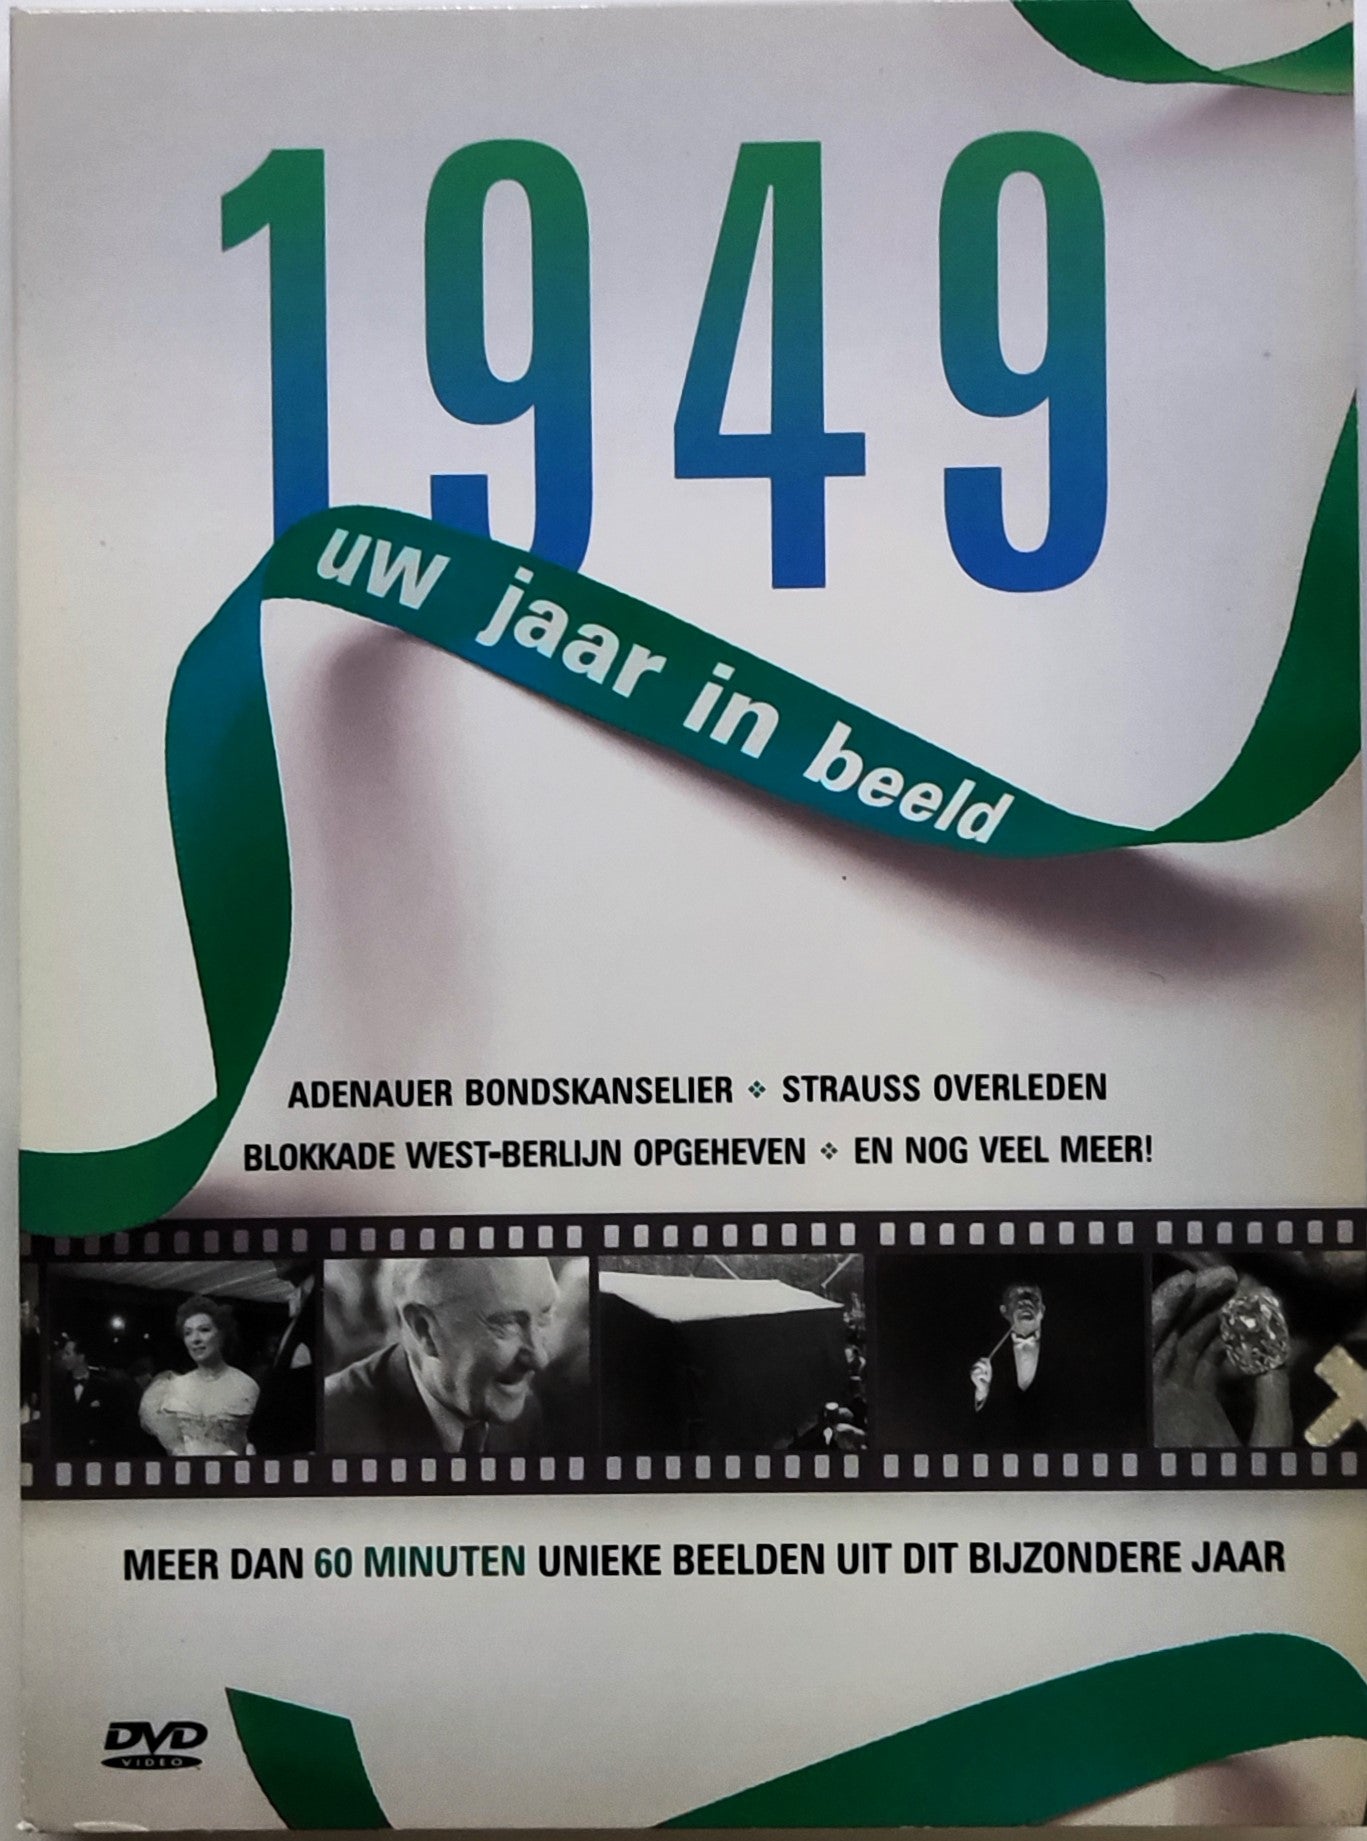 1949
uw jaar in beeld
ADENAUER BONDSKANSELIER ❖ STRAUSS OVERLEDEN
BLOKKADE WEST-BERLIJN OPGEHEVEN ❖ EN NOG VEEL MEER!
MEER DAN 60 MINUTEN UNIEKE BEELDEN UIT DIT BIJZONDERE JAAR
DVD
VIDEO